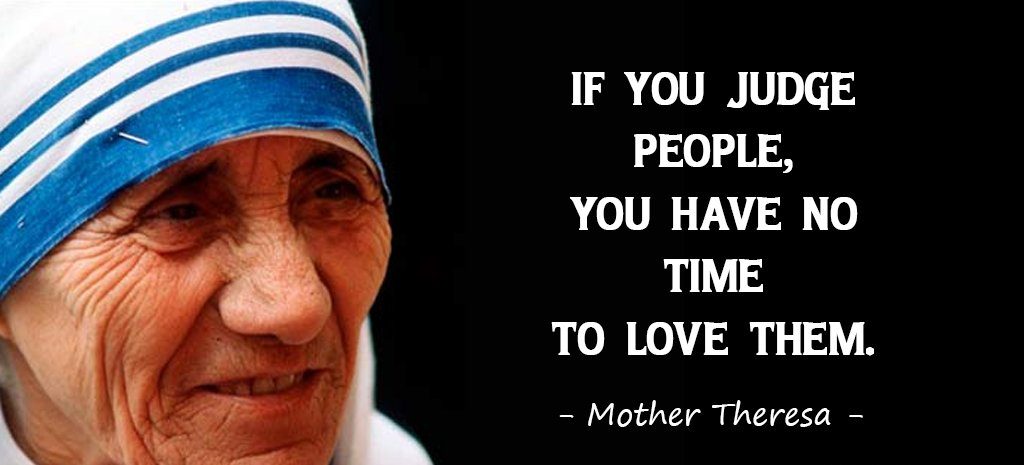 IF YOU JUDGE
PEOPLE,
YOU HAVE NO
TIME
TO LOVE THEM.
- Mother Theresa -